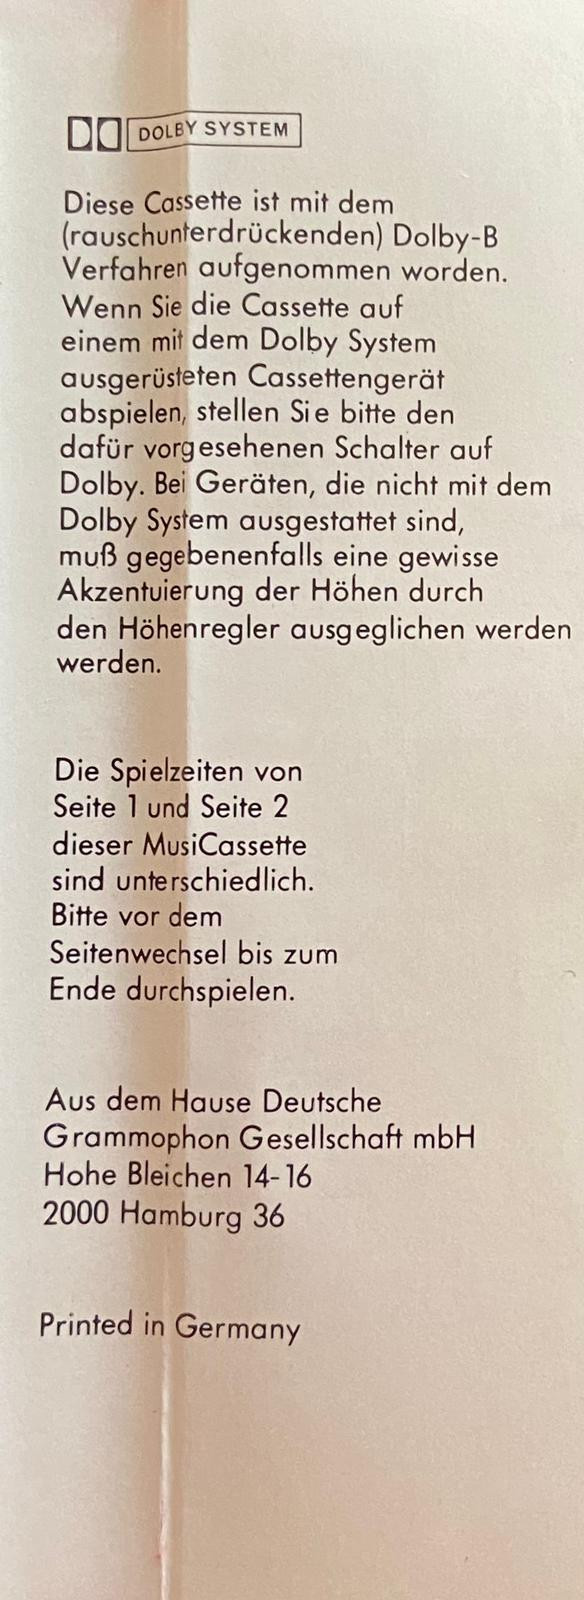 DOLBY SYSTEM
Diese Cassette ist mit dem
(rauschunterdrückenden) Dolby-B
Verfahren aufgenommen worden.
Wenn Sie die Cassette auf
einem mit dem Dolby System
ausgerüsteten Cassettengerät
abspielen, stellen Sie bitte den
dafür vorgesehenen Schalter auf
Dolby. Bei Geräten, die nicht mit dem
Dolby System ausgestattet sind,
muß gegebenenfalls eine gewisse
Akzentuierung der Höhen durch
den Höhenregler ausgeglichen werden
werden.
Die Spielzeiten von
Seite 1 und Seite 2
dieser MusiCassette
sind unterschiedlich.
Bitte vor dem
Seitenwechsel bis zum
Ende durchspielen.
Aus dem Hause Deutsche
Grammophon Gesellschaft mbH
Hohe Bleichen 14-16
2000 Hamburg 36
Printed in Germany